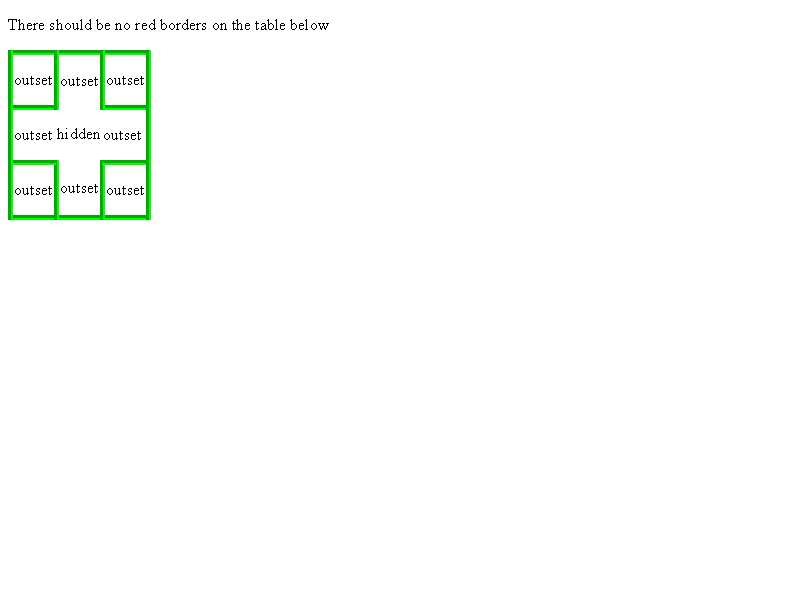 There should be no red borders on the table below
outset outset outset
outset hidden outset
outset outset outset